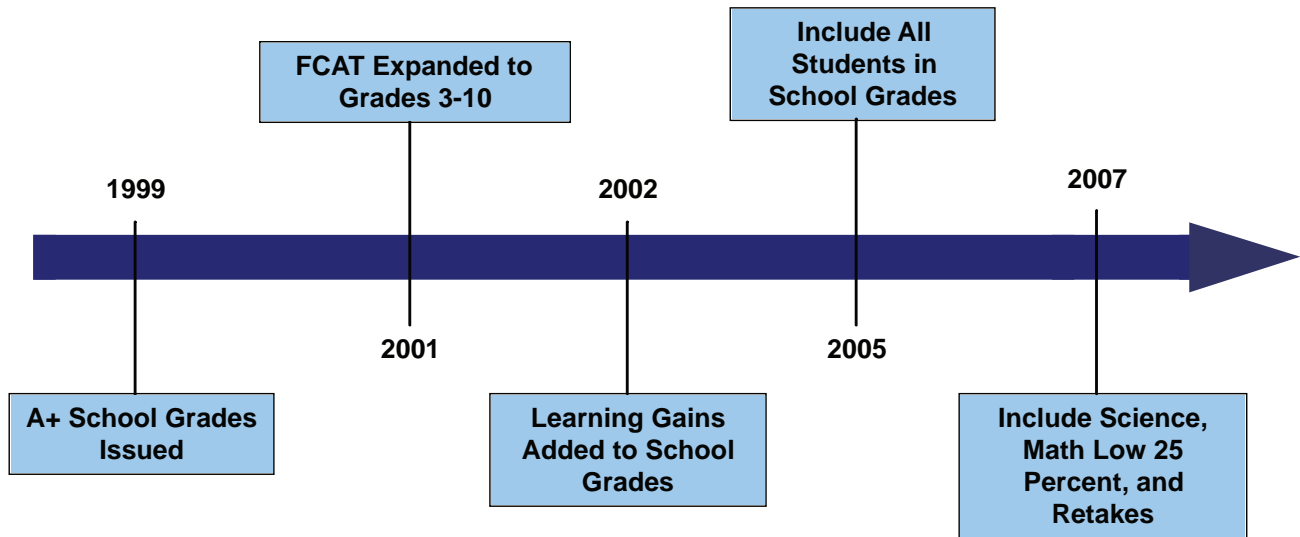 FCAT Expanded to
Grades 3-10
Include All
Students in
School Grades
1999
2002
2007
2001
2005
A+ School Grades
Issued
Learning Gains
Added to School
Grades
Include Science,
Math Low 25
Percent, and
Retakes